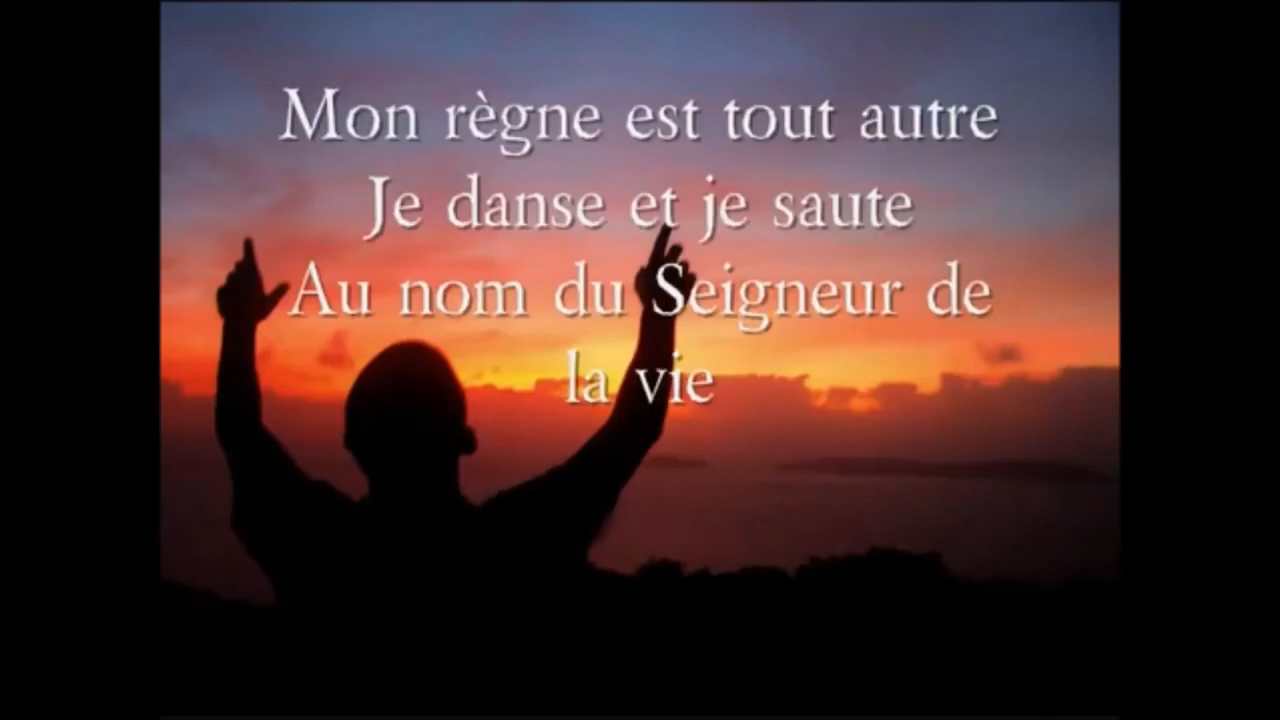 Mon règne est tout autre
Je danse et je saute
Au nom du Seigneur de
la vie